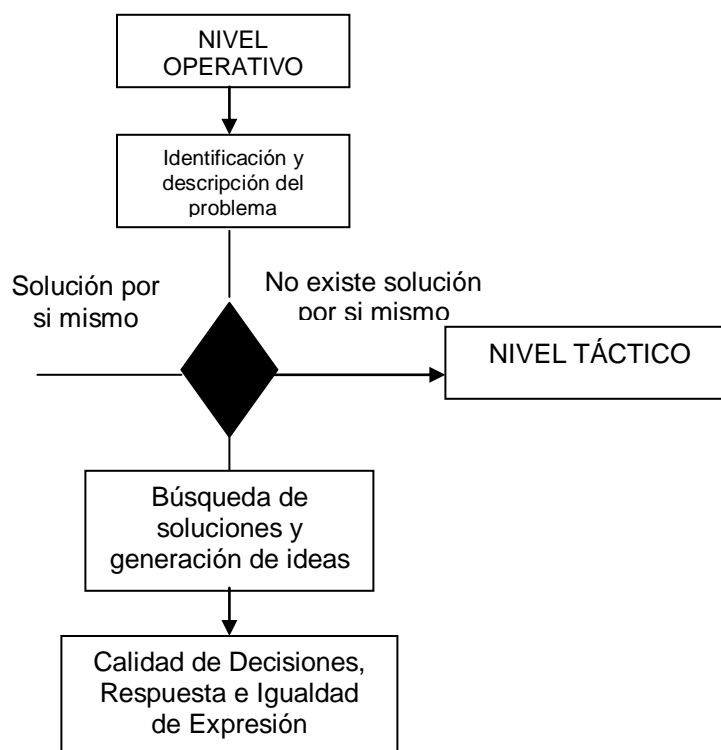 NIVEL
OPERATIVO
Identificación y
descripción del
problema
Solución por
si mismo
No existe solución
por si mismo
NIVEL TÁCTICO
Búsqueda de
soluciones y
generación de ideas
Calidad de Decisiones,
Respuesta e Igualdad
de Expresión